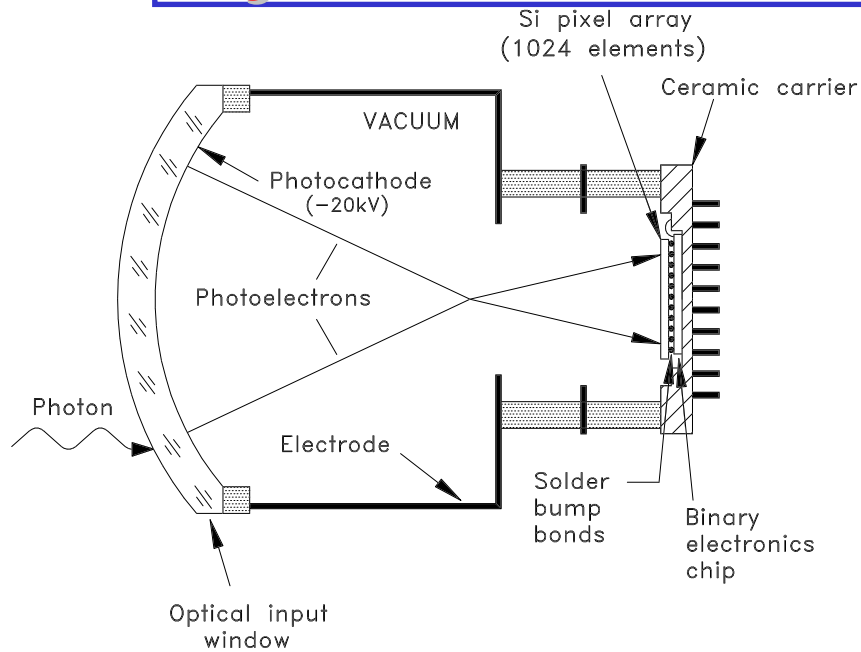 Si pixel array
(1024 elements)
Ceramic carrier
VACUUM
Photocathode
(-20kV)
Photoelectrons
Photon
Electrode
Solder
bump
bonds
Binary
electronics
chip
Optical input
window